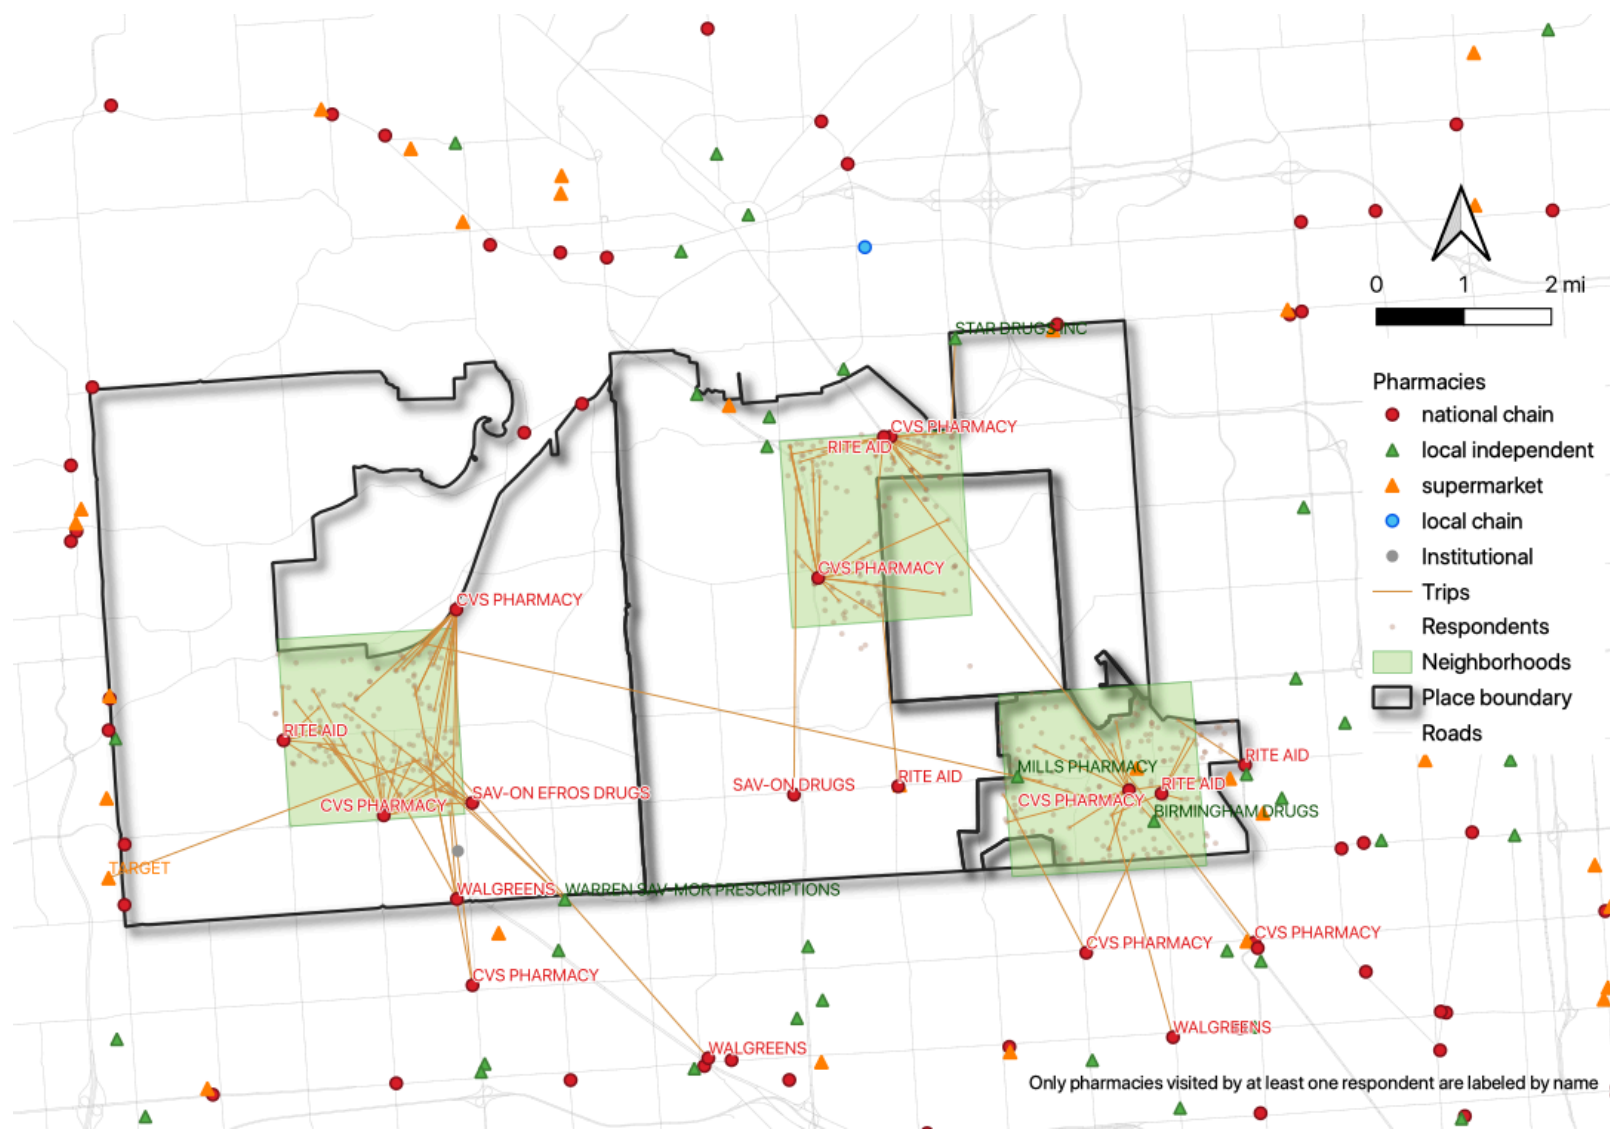 0 1 2 mi
Pharmacies
national chain
local independent
supermarket
local chain
Institutional
Trips
Respondents
Neighborhoods
Place boundary
Roads
STAR DRUGS INC
CVS PHARMACY
RITE AID
CVS PHARMACY
CVS PHARMACY
RITE AID
CVS PHARMACY
SAV-ON EFROS DRUGS
SAV-ON DRUGS
RITE AID
MILLS PHARMACY
RITE AID
RITE AID
CVS PHARMACY
BIRMINGHAM DRUGS
TARGET
WALGREENS
WARREN SAV-MOR PRESCRIPTIONS
CVS PHARMACY
CVS PHARMACY
CVS PHARMACY
WALGREENS
WALGREENS
Only pharmacies visited by at least one respondent are labeled by name